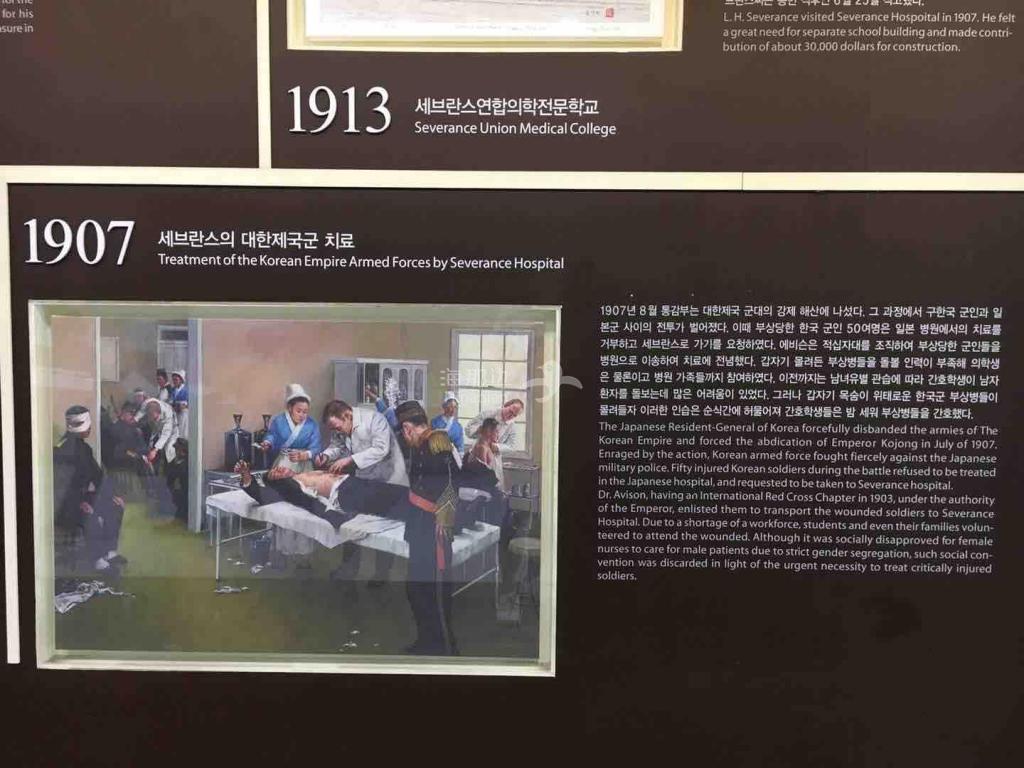 for his
sure in
L. H. Severance visited Severance Hospoital in 1907. He felt
a great need for separate school building and made contri-
bution of about 30,000 dollars for construction.
1913 세브란스연합의학전문학교
Severance Union Medical College
1907 세브란스의 대한제국군 치료
Treatment of the Korean Empire Armed Forces by Severance Hospital
1907년 8월 통감부는 대한제국 군대의 강제 해산에 나섰다. 그 과정에서 구한국 군인과 일
본군 사이의 전투가 벌어졌다. 이때 부상당한 한국 군인 50여명은 일본 병원에서의 치료를
거부하고 세브란스로 가기를 요청하였다. 에비슨은 적십자대를 조직하여 부상당한 군인들을
병원으로 이송하여 치료에 전념했다. 갑자기 몰려든 부상병들을 돌볼 인력이 부족해 의학생
은 물론이고 병원 가족들까지 참여하였다. 이전까지는 남녀유별 관습에 따라 간호학생이 남자
환자를 돌보는데 많은 어려움이 있었다. 그러나 갑자기 목숨이 위태로운 한국군 부상병들이
몰려들자 이러한 인습은 순식간에 허물어져 간호학생들은 밤 세워 부상병들을 간호했다.
The Japanese Resident-General of Korea forcefully disbanded the armies of The
Korean Empire and forced the abdication of Emperor Kojong in July of 1907.
Enraged by the action, Korean armed force fought fiercely against the Japanese
military police. Fifty injured Korean soldiers during the battle refused to be treated
in the Japanese hospital, and requested to be taken to Severance hospital.
Dr. Avison, having an International Red Cross Chapter in 1903, under the authority
of the Emperor, enlisted them to transport the wounded soldiers to Severance
Hospital. Due to a shortage of a workforce, students and even their families volun-
teered to attend the wounded. Although it was socially disapproved for female
nurses to care for male patients due to strict gender segregation, such social con-
vention was discarded in light of the urgent necessity to treat critically injured
soldiers.